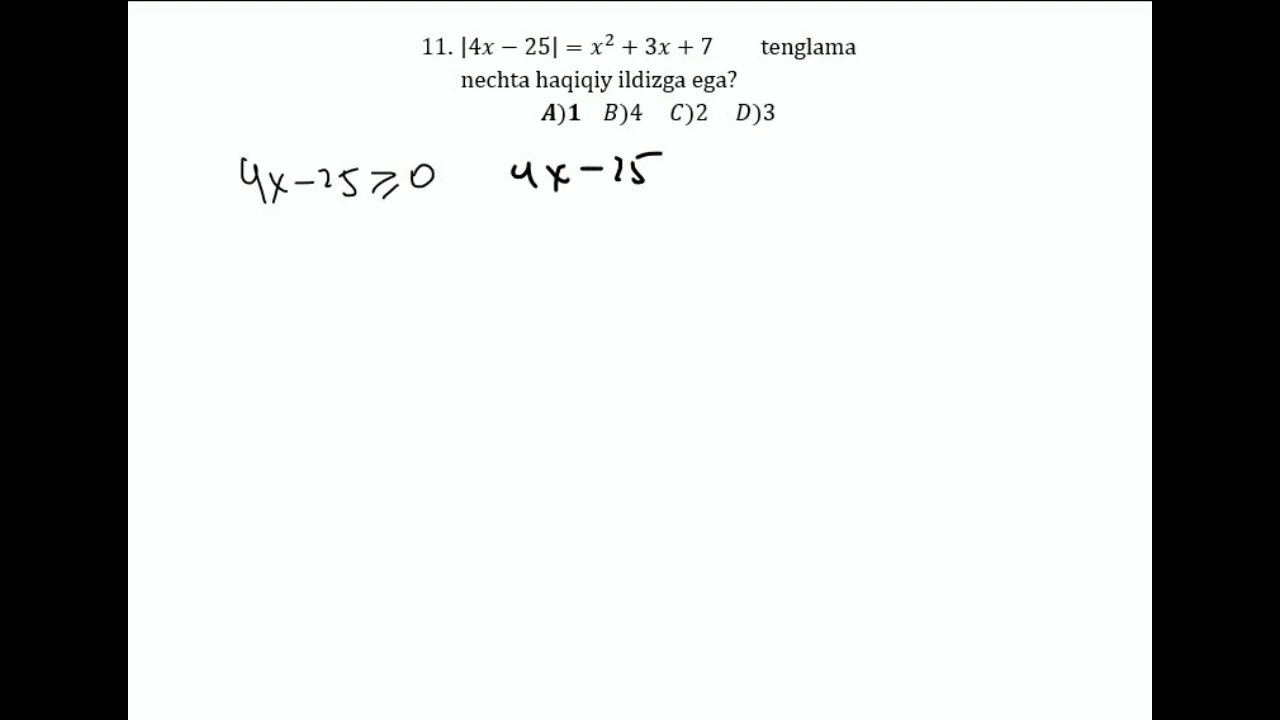 11. |4x − 25| = x² + 3x + 7 tenglama
nechta haqiqiy ildizga ega?
A)1 B)4 C)2 D)3
4x−25⩾0 4x−25